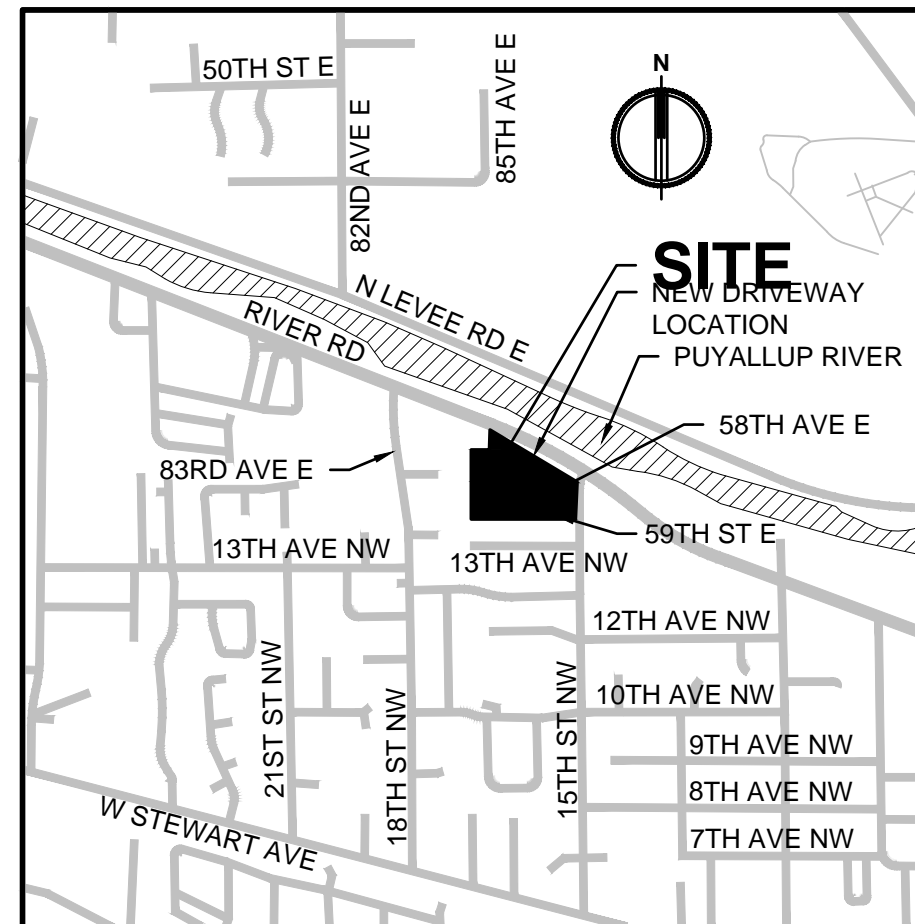 50TH ST E
82ND AVE E
85TH AVE E
N
SITE
NEW DRIVEWAY
LOCATION
PUYALLUP RIVER
N LEVEE RD E
RIVER RD
58TH AVE E
83RD AVE E
59TH ST E
13TH AVE NW
13TH AVE NW
12TH AVE NW
10TH AVE NW
9TH AVE NW
8TH AVE NW
7TH AVE NW
21ST ST NW
18TH ST NW
15TH ST NW
W STEWART AVE